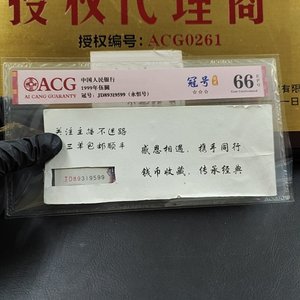 授权代理商
授权编号：ACG0261
ACG
AI CANG GUARANTY
中国人民银行
1999年伍圆
冠号：JD89319599（永恒号）
冠号
66
EPQ
关注主播不迷路
三单包邮顺丰
感恩相遇，携手同行
钱币收藏，传承经典
JD89319599